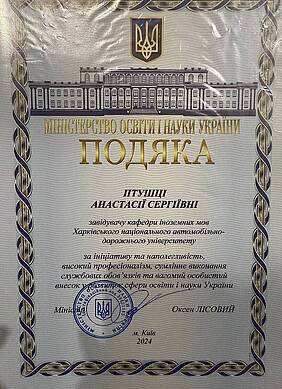 МІНІСТЕРСТВО ОСВІТИ І НАУКИ УКРАЇНИ
ПОДЯКА
ПТУШЦІ
АНАСТАСІЇ СЕРГІЇВНІ
завідувачу кафедри іноземних мов
Харківського національного автомобільно-
дорожнього університету
за ініціативу та наполегливість,
високий професіоналізм, сумлінне виконання
службових обов’язків та вагомий особистий
внесок у розвиток сфери освіти і науки України
Міністр Оксен ЛІСОВИЙ
м. Київ
2024